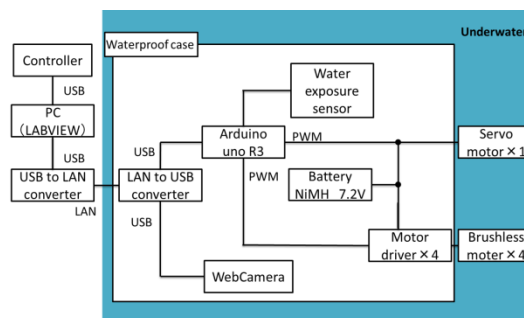 Underwater
Waterproof case
Controller
USB
PC
（LABVIEW）
USB
USB to LAN
converter
LAN
LAN to USB
converter
USB
USB
Arduino
uno R3
Water
exposure
sensor
PWM
PWM
Battery
NiMH 7.2V
Servo
motor×1
Motor
driver×4
Brushless
moter×4
WebCamera